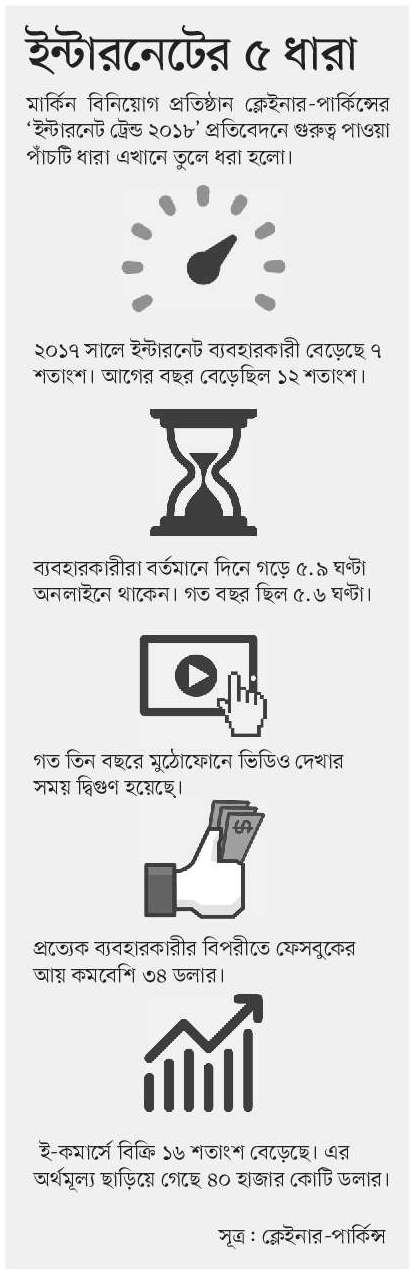 ইন্টারনেটের ৫ ধারা
মার্কিন বিনিয়োগ প্রতিষ্ঠান ক্লেইনার-পার্কিন্সের
‘ইন্টারনেট ট্রেন্ড ২০১৮’ প্রতিবেদনে গুরুত্ব পাওয়া
পাঁচটি ধারা এখানে তুলে ধরা হলো।
২০১৭ সালে ইন্টারনেট ব্যবহারকারী বেড়েছে ৭
শতাংশ। আগের বছর বেড়েছিল ১২ শতাংশ।
ব্যবহারকারীরা বর্তমানে দিনে গড়ে ৫.৯ ঘণ্টা
অনলাইনে থাকেন। গত বছর ছিল ৫.৬ ঘণ্টা।
গত তিন বছরে মুঠোফোনে ভিডিও দেখার
সময় দ্বিগুণ হয়েছে।
$
প্রত্যেক ব্যবহারকারীর বিপরীতে ফেসবুকের
আয় কমবেশি ৩৪ ডলার।
ই-কমার্সে বিক্রি ১৬ শতাংশ বেড়েছে। এর
অর্থমূল্য ছাড়িয়ে গেছে ৪০ হাজার কোটি ডলার।
সূত্র : ক্লেইনার-পার্কিন্স